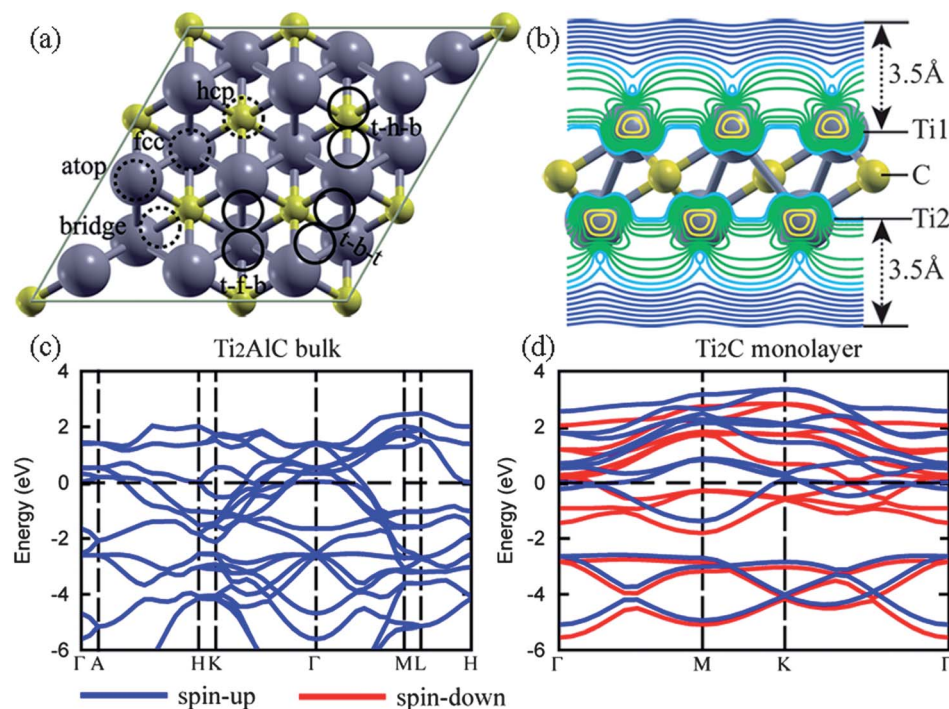 (a)
hcp
t-h-b
fcc
atop
bridge
t-b-t
t-f-b
(b)
3.5Å
Ti1
C
Ti2
3.5Å
(c)
Ti2AlC bulk
4
2
0
-2
-4
-6
Energy (eV)
Γ A H K Γ M L H
(d)
Ti2C monolayer
4
2
0
-2
-4
-6
Energy (eV)
Γ M K Γ
spin-up spin-down